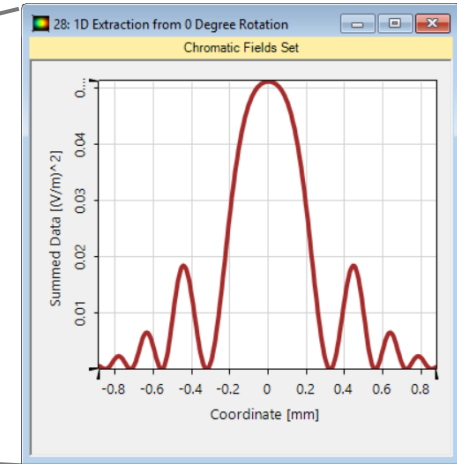 28: 1D Extraction from 0 Degree Rotation
Chromatic Fields Set
Summed Data [(V/m)^2]
0...
0.04
0.03
0.02
0.01
-0.8 -0.6 -0.4 -0.2 0 0.2 0.4 0.6 0.8
Coordinate [mm]